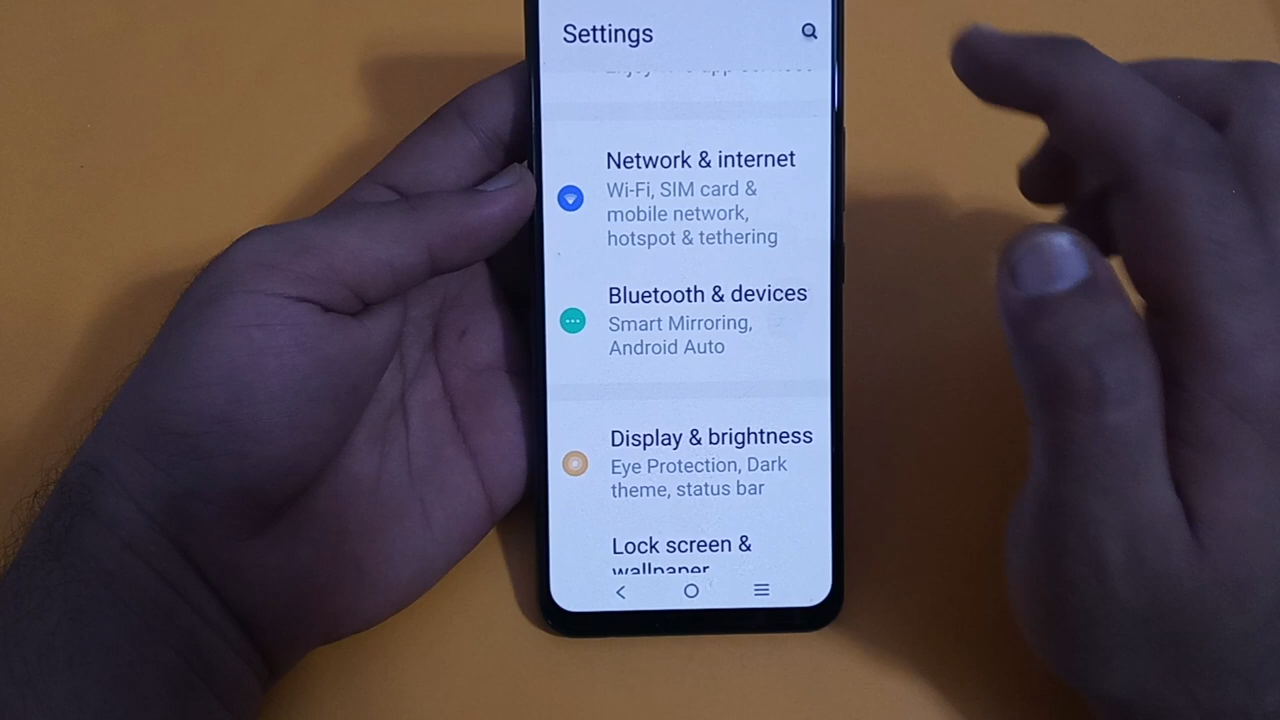 Settings
Network & internet
Wi-Fi, SIM card &
mobile network,
hotspot & tethering
Bluetooth & devices
Smart Mirroring,
Android Auto
Display & brightness
Eye Protection, Dark
theme, status bar
Lock screen &
wallpaper